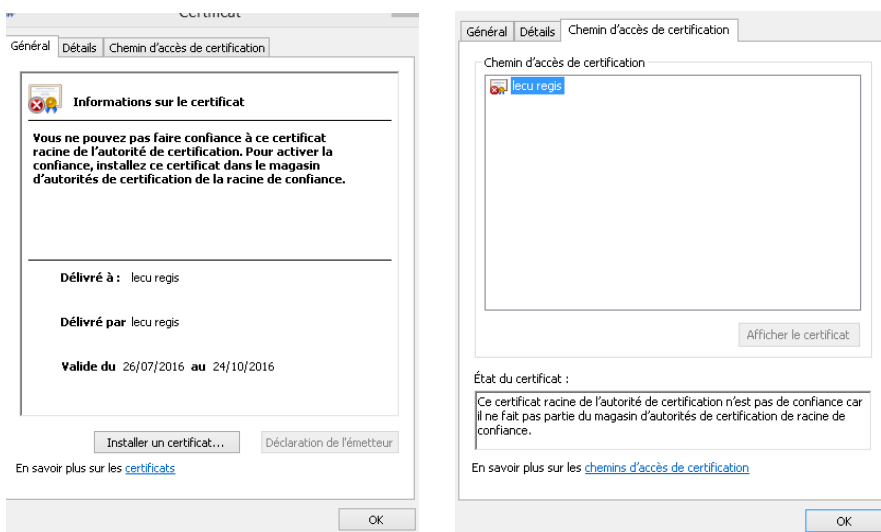 Certificat
Général Détails Chemin d'accès de certification
Informations sur le certificat
Vous ne pouvez pas faire confiance à ce certificat
racine de l'autorité de certification. Pour activer la
confiance, installez ce certificat dans le magasin
d'autorités de certification de la racine de confiance.
Délivré à : lecu regis
Délivré par lecu regis
Valide du 26/07/2016 au 24/10/2016
Installer un certificat... Déclaration de l'émetteur
En savoir plus sur les certificats
OK
Général Détails Chemin d'accès de certification
Chemin d'accès de certification
lecu regis
Afficher le certificat
État du certificat :
Ce certificat racine de l'autorité de certification n'est pas de confiance car
il ne fait pas partie du magasin d'autorités de certification de racine de
confiance.
En savoir plus sur les chemins d'accès de certification
OK